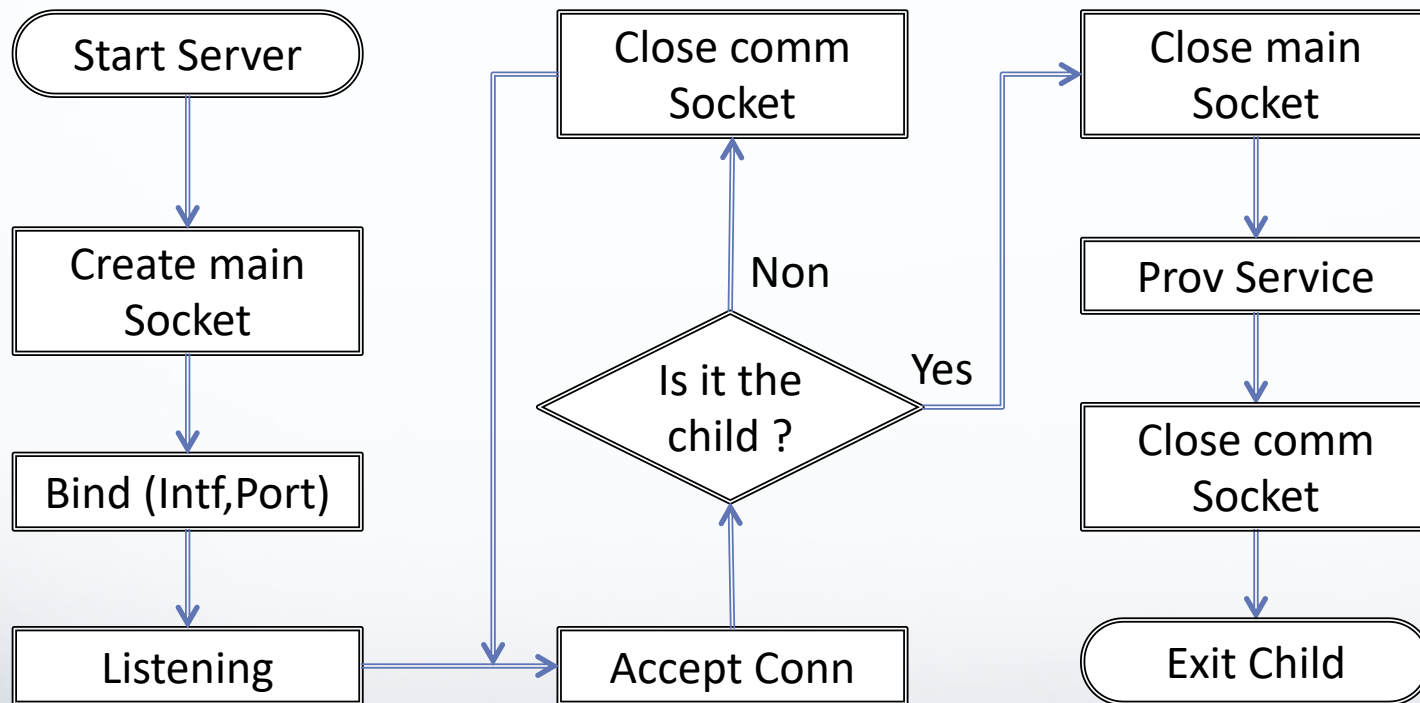 Start Server
Create main
Socket
Bind (Intf,Port)
Listening
Close comm
Socket
Non
Is it the
child ?
Yes
Accept Conn
Close main
Socket
Prov Service
Close comm
Socket
Exit Child